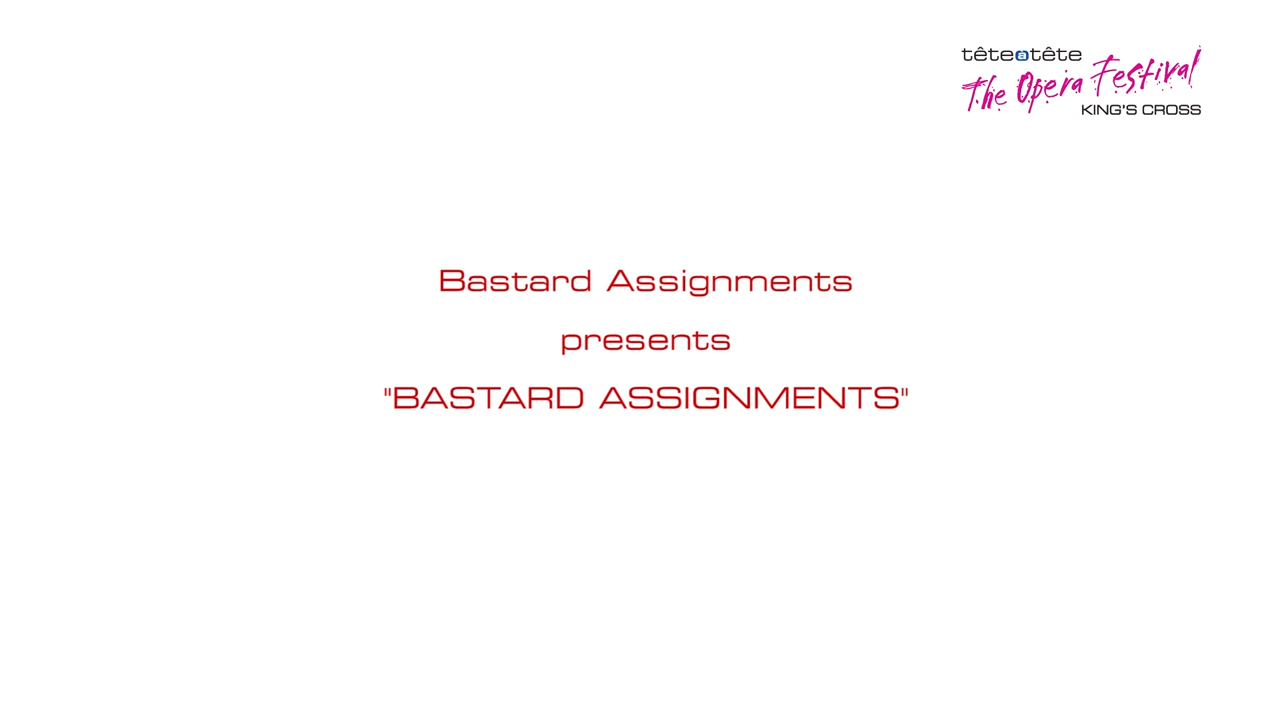 têteàtête
The Opera Festival
KING'S CROSS
Bastard Assignments
presents
"BASTARD ASSIGNMENTS"